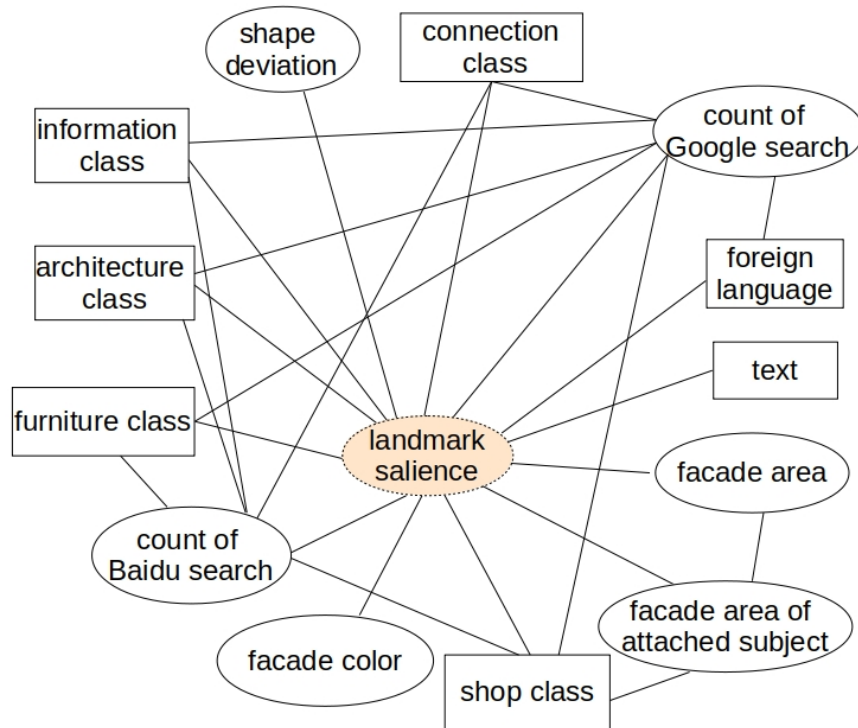 shape
deviation
connection
class
information
class
count of
Google search
architecture
class
foreign
language
text
furniture class
landmark
salience
facade area
count of
Baidu search
facade area of
attached subject
facade color
shop class